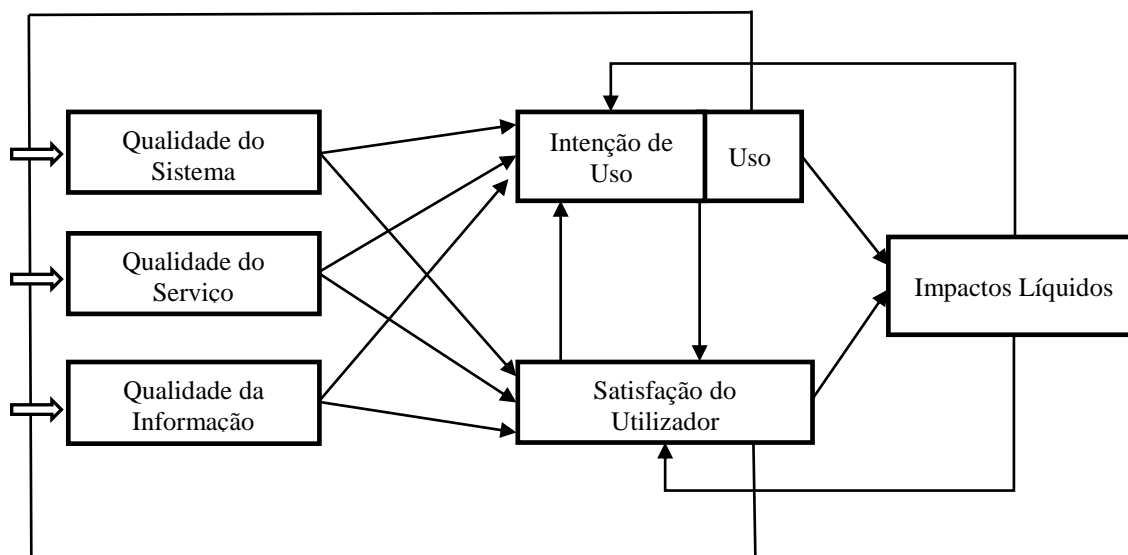 Qualidade do
Sistema
Intenção de
Uso
Uso
Qualidade do
Serviço
Impactos Líquidos
Qualidade da
Informação
Satisfação do
Utilizador